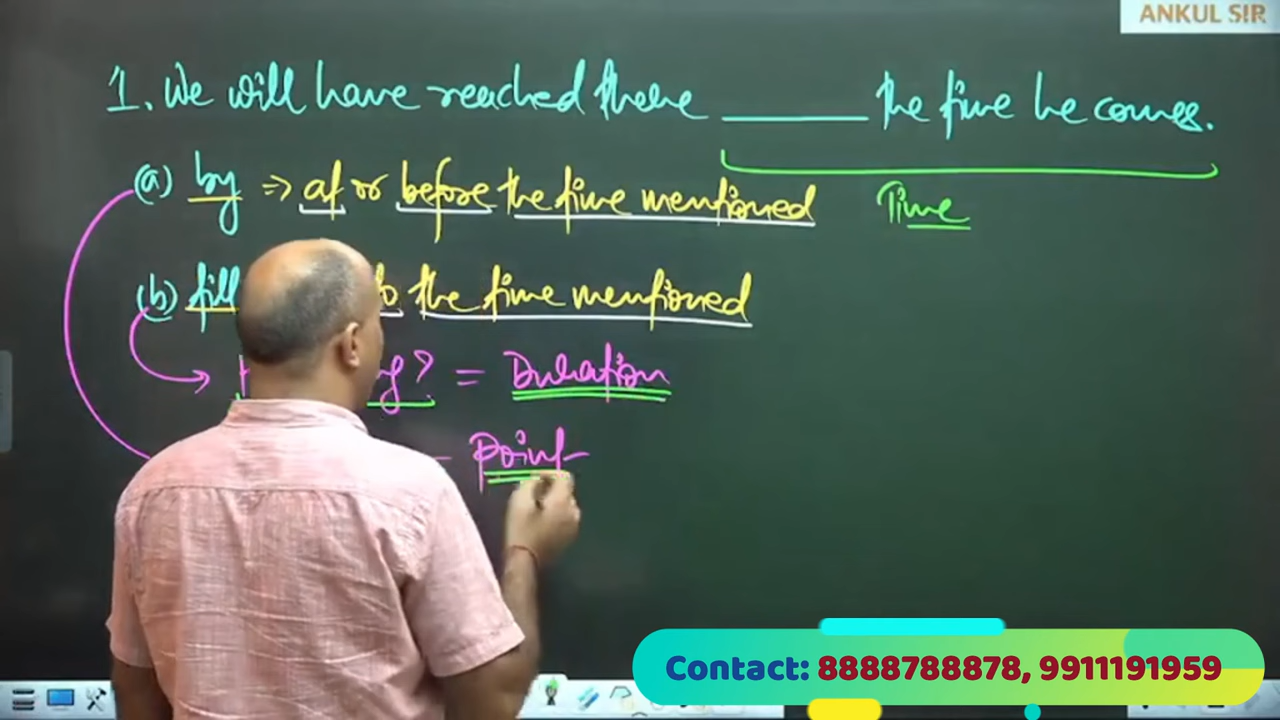 ANKUL SIR
1. We will have reached there ______ the time he comes.
(a) by => at or before the time mentioned
Time
(b) till the time mentioned
= Duration
= Point
Contact: 8888788878, 9911191959